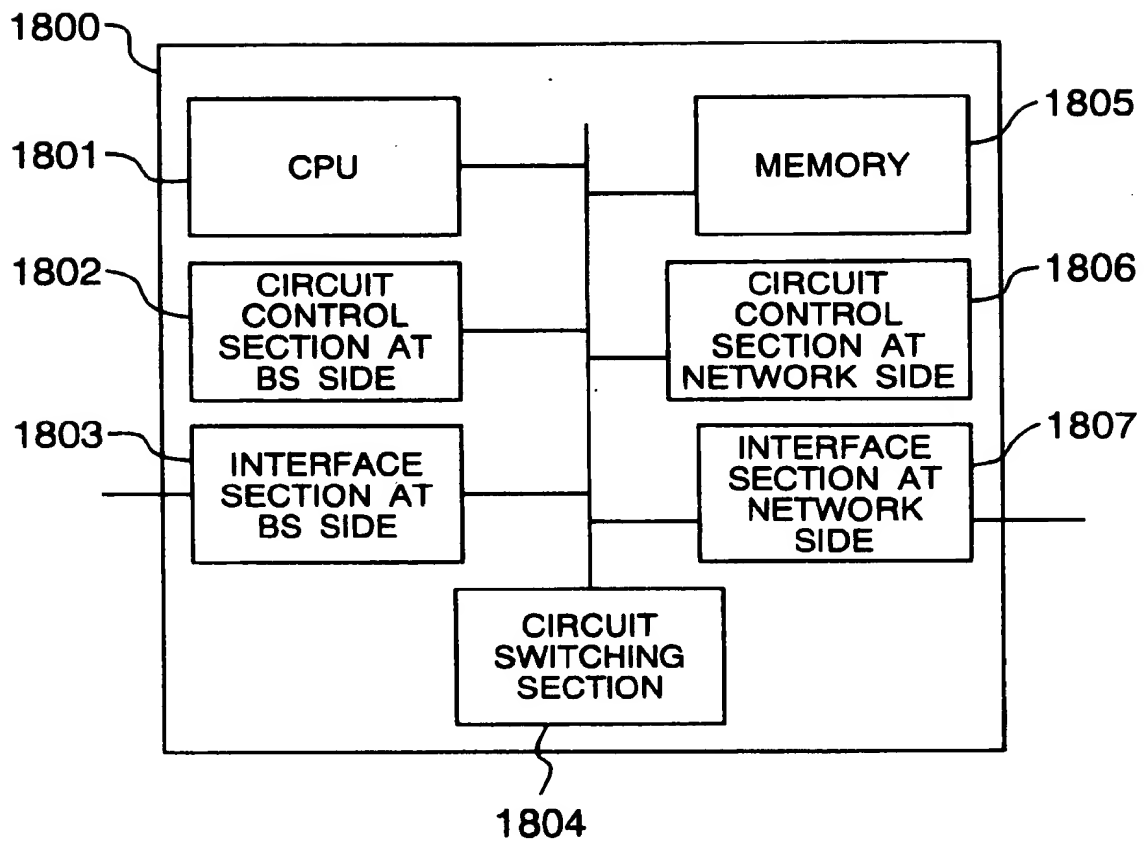 1800
1801
CPU
MEMORY
1805
1802
CIRCUIT
CONTROL
SECTION AT
BS SIDE
CIRCUIT
CONTROL
SECTION AT
NETWORK SIDE
1806
1803
INTERFACE
SECTION AT
BS SIDE
INTERFACE
SECTION AT
NETWORK
SIDE
1807
CIRCUIT
SWITCHING
SECTION
1804